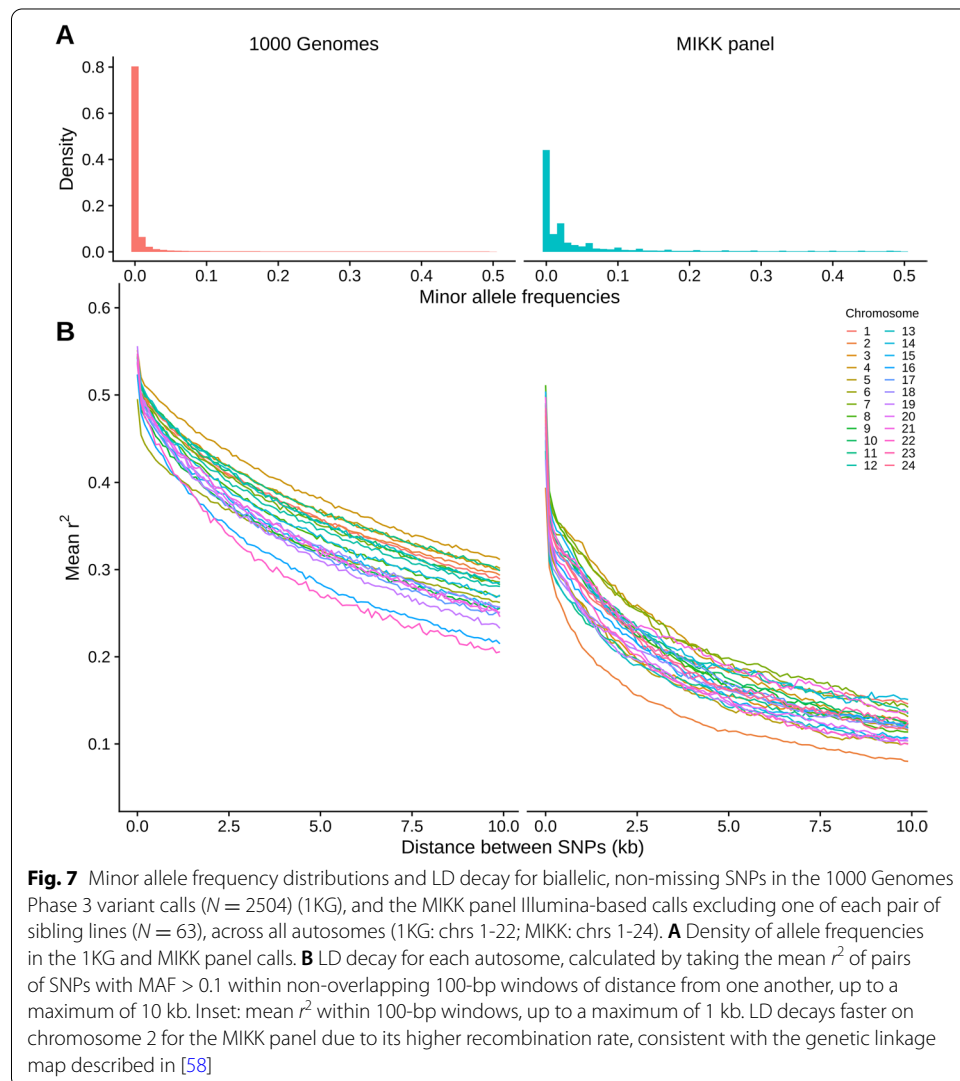 A
1000 Genomes
MIKK panel
0.8
0.6
0.4
0.2
0.0
Density
0.0 0.1 0.2 0.3 0.4 0.5
0.0 0.1 0.2 0.3 0.4 0.5
Minor allele frequencies
B
0.6
0.5
0.4
0.3
0.2
0.1
Mean r²
Chromosome
1 13
2 14
3 15
4 16
5 17
6 18
7 19
8 20
9 21
10 22
11 23
12 24
0.0 2.5 5.0 7.5 10.0
0.0 2.5 5.0 7.5 10.0
Distance between SNPs (kb)
Fig. 7 Minor allele frequency distributions and LD decay for biallelic, non-missing SNPs in the 1000 Genomes
Phase 3 variant calls (N = 2504) (1KG), and the MIKK panel Illumina-based calls excluding one of each pair of
sibling lines (N = 63), across all autosomes (1KG: chrs 1-22; MIKK: chrs 1-24). A Density of allele frequencies
in the 1KG and MIKK panel calls. B LD decay for each autosome, calculated by taking the mean r² of pairs
of SNPs with MAF > 0.1 within non-overlapping 100-bp windows of distance from one another, up to a
maximum of 10 kb. Inset: mean r² within 100-bp windows, up to a maximum of 1 kb. LD decays faster on
chromosome 2 for the MIKK panel due to its higher recombination rate, consistent with the genetic linkage
map described in [58]